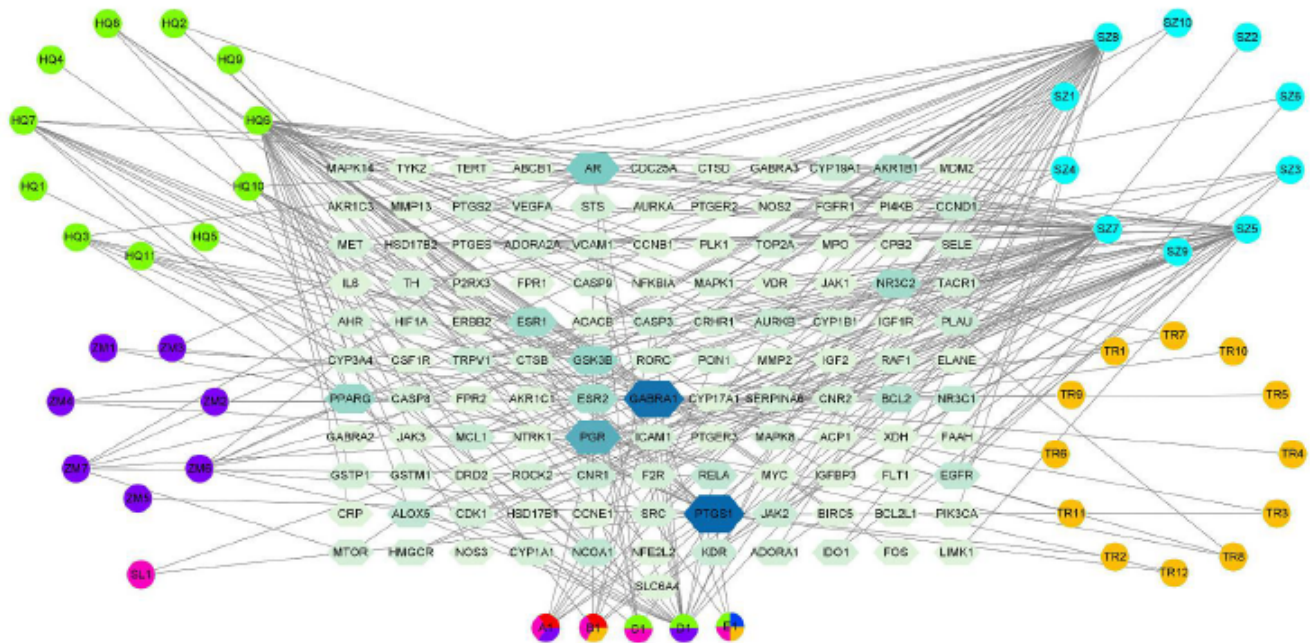 HQ8 HQ2 SZ8 SZ10 SZ2
HQ4 HQ9
HQ7 HQ6 SZ1 SZ6
MAPK14 TYK2 TERT ABCB1 AR CDC25A CTSD GABRA3 CYP19A1 AKR1B1 MDM2 SZ4 SZ3
HQ1 HQ10 AKR1C3 MMP13 PTGS2 VEGFA STS AURKA PTGER2 NOS2 FGFR1 PI4KB CCND1
HQ3 HQ5 SZ7 SZ5
HQ11 MET HSD17B2 PTGES ADORA2A VCAM1 CCNB1 PLK1 TOP2A MPO CPB2 SELE SZ9
IL6 TH P2RX3 FPR1 CASP9 NFKBIA MAPK1 VDR JAK1 NR3C2 TACR1
AHR HIF1A ERBB2 ESR1 ACACB CASP3 CRHR1 AURKB CYP1B1 IGF1R PLAU
ZM1 ZM3 TR1 TR7 TR10
CYP3A4 CSF1R TRPV1 CTSB GSK3B RORC PON1 MMP2 IGF2 RAF1 ELANE
ZM4 ZM2 PPARG CASP8 FPR2 AKR1C1 ESR2 GABRA1 CYP17A1 SERPINA6 CNR2 BCL2 NR3C1 TR9 TR5
GABRA2 JAK3 MCL1 NTRK1 PGR ICAM1 PTGER3 MAPK8 ACP1 XDH FAAH
ZM7 ZM6 TR6 TR4
GSTP1 GSTM1 DRD2 ROCK2 CNR1 F2R RELA MYC IGFBP3 FLT1 EGFR
ZM5 CRP ALOX5 CDK1 HSD17B1 CCNE1 SRC PTGS1 JAK2 BIRC5 BCL2L1 PIK3CA TR11 TR3
MTOR HMGCR NOS3 CYP1A1 NCOA1 NFE2L2 KDR ADORA1 IDO1 FOS LIMK1 TR2 TR8
SL1 TR12
SLC6A4
A1 B1 C1 D1 E1